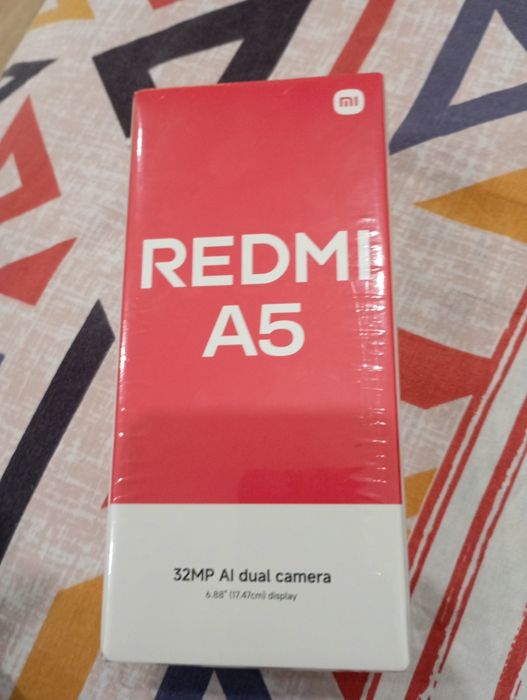 mi
REDMI
A5
32MP AI dual camera
6.88" (17.47cm) display